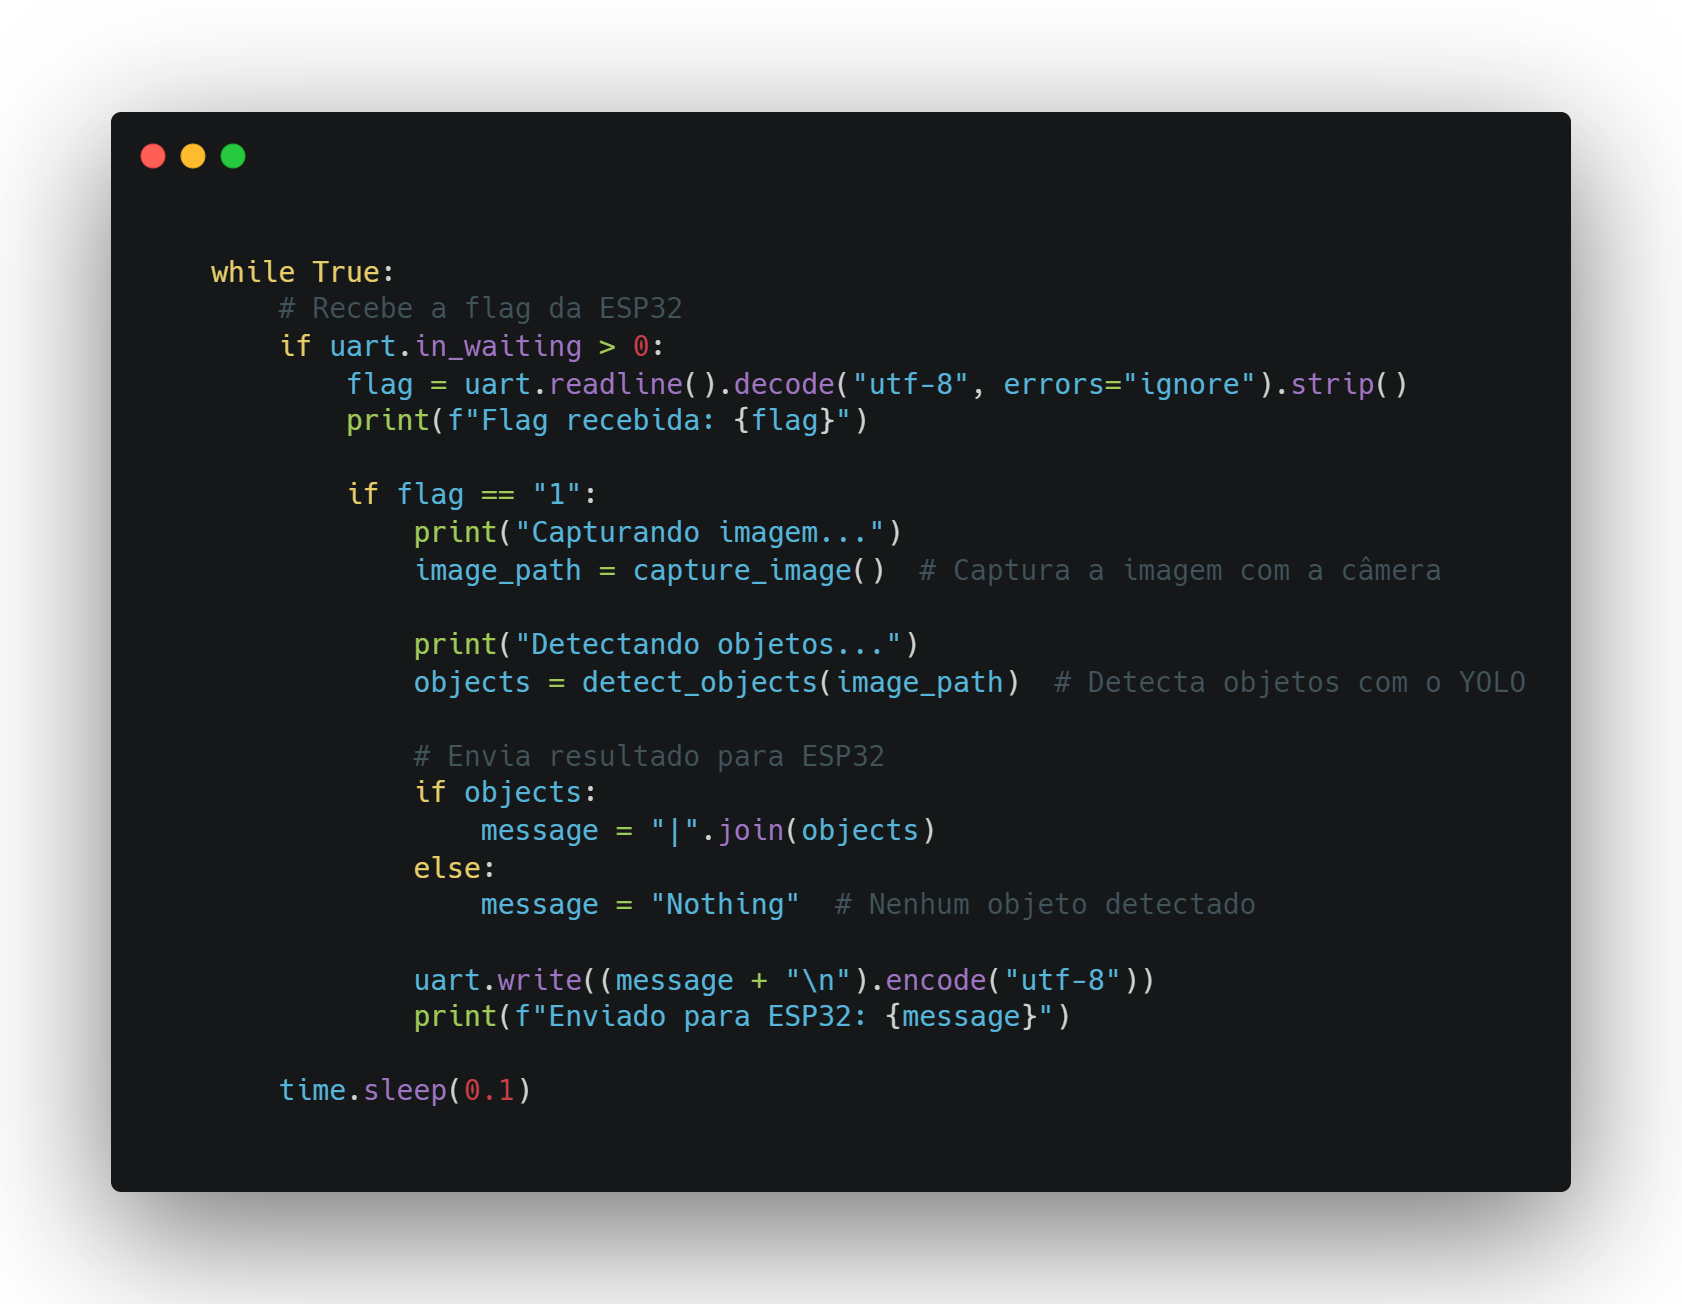 while True:
    # Recebe a flag da ESP32
    if uart.in_waiting > 0:
        flag = uart.readline().decode("utf-8", errors="ignore").strip()
        print(f"Flag recebida: {flag}")

        if flag == "1":
            print("Capturando imagem...")
            image_path = capture_image()  # Captura a imagem com a câmera

            print("Detectando objetos...")
            objects = detect_objects(image_path)  # Detecta objetos com o YOLO

            # Envia resultado para ESP32
            if objects:
                message = "|".join(objects)
            else:
                message = "Nothing"  # Nenhum objeto detectado

            uart.write((message + "\n").encode("utf-8"))
            print(f"Enviado para ESP32: {message}")

    time.sleep(0.1)